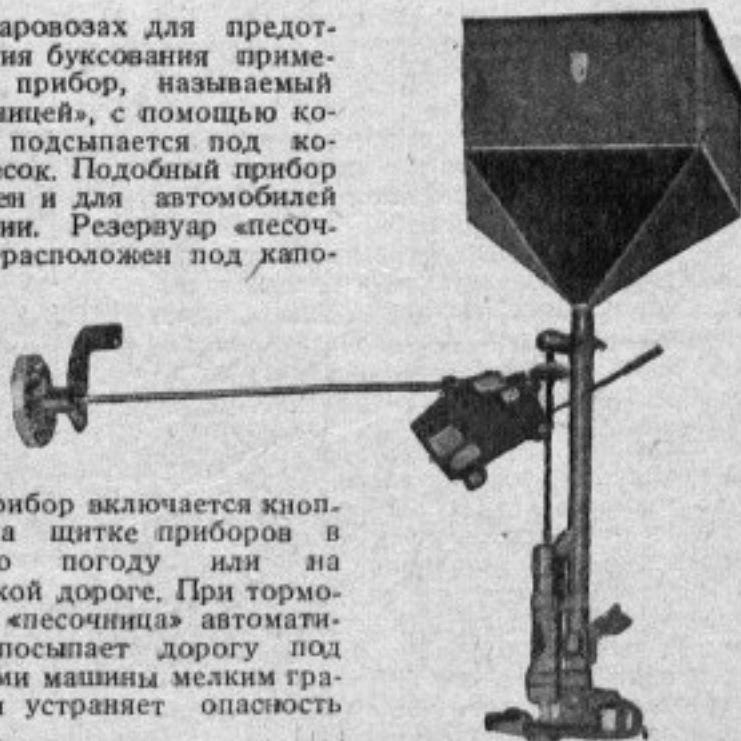 аровозах для предот-
ия буксования приме-
прибор, называемый
ницей», с помощью ко-
подсыпается под ко-
есок. Подобный прибор
ен и для автомобилей
ии. Резервуар «песоч-
расположен под капо-
рибор включается кноп-
а щитке приборов в
ю погоду или на
кой дороге. При тормо-
«песочница» автомати-
посыпает дорогу под
ми машины мелким гра-
и устраняет опасность